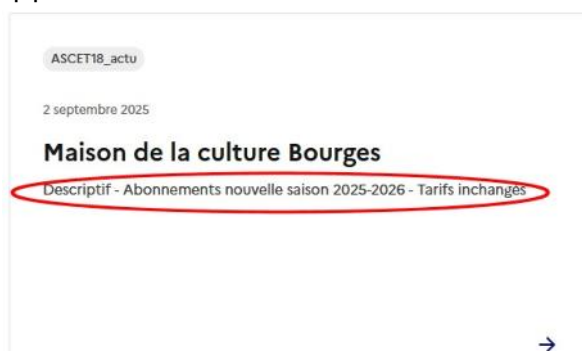 ASCET18_actu
2 septembre 2025
Maison de la culture Bourges
Descriptif - Abonnements nouvelle saison 2025-2026 - Tarifs inchangés